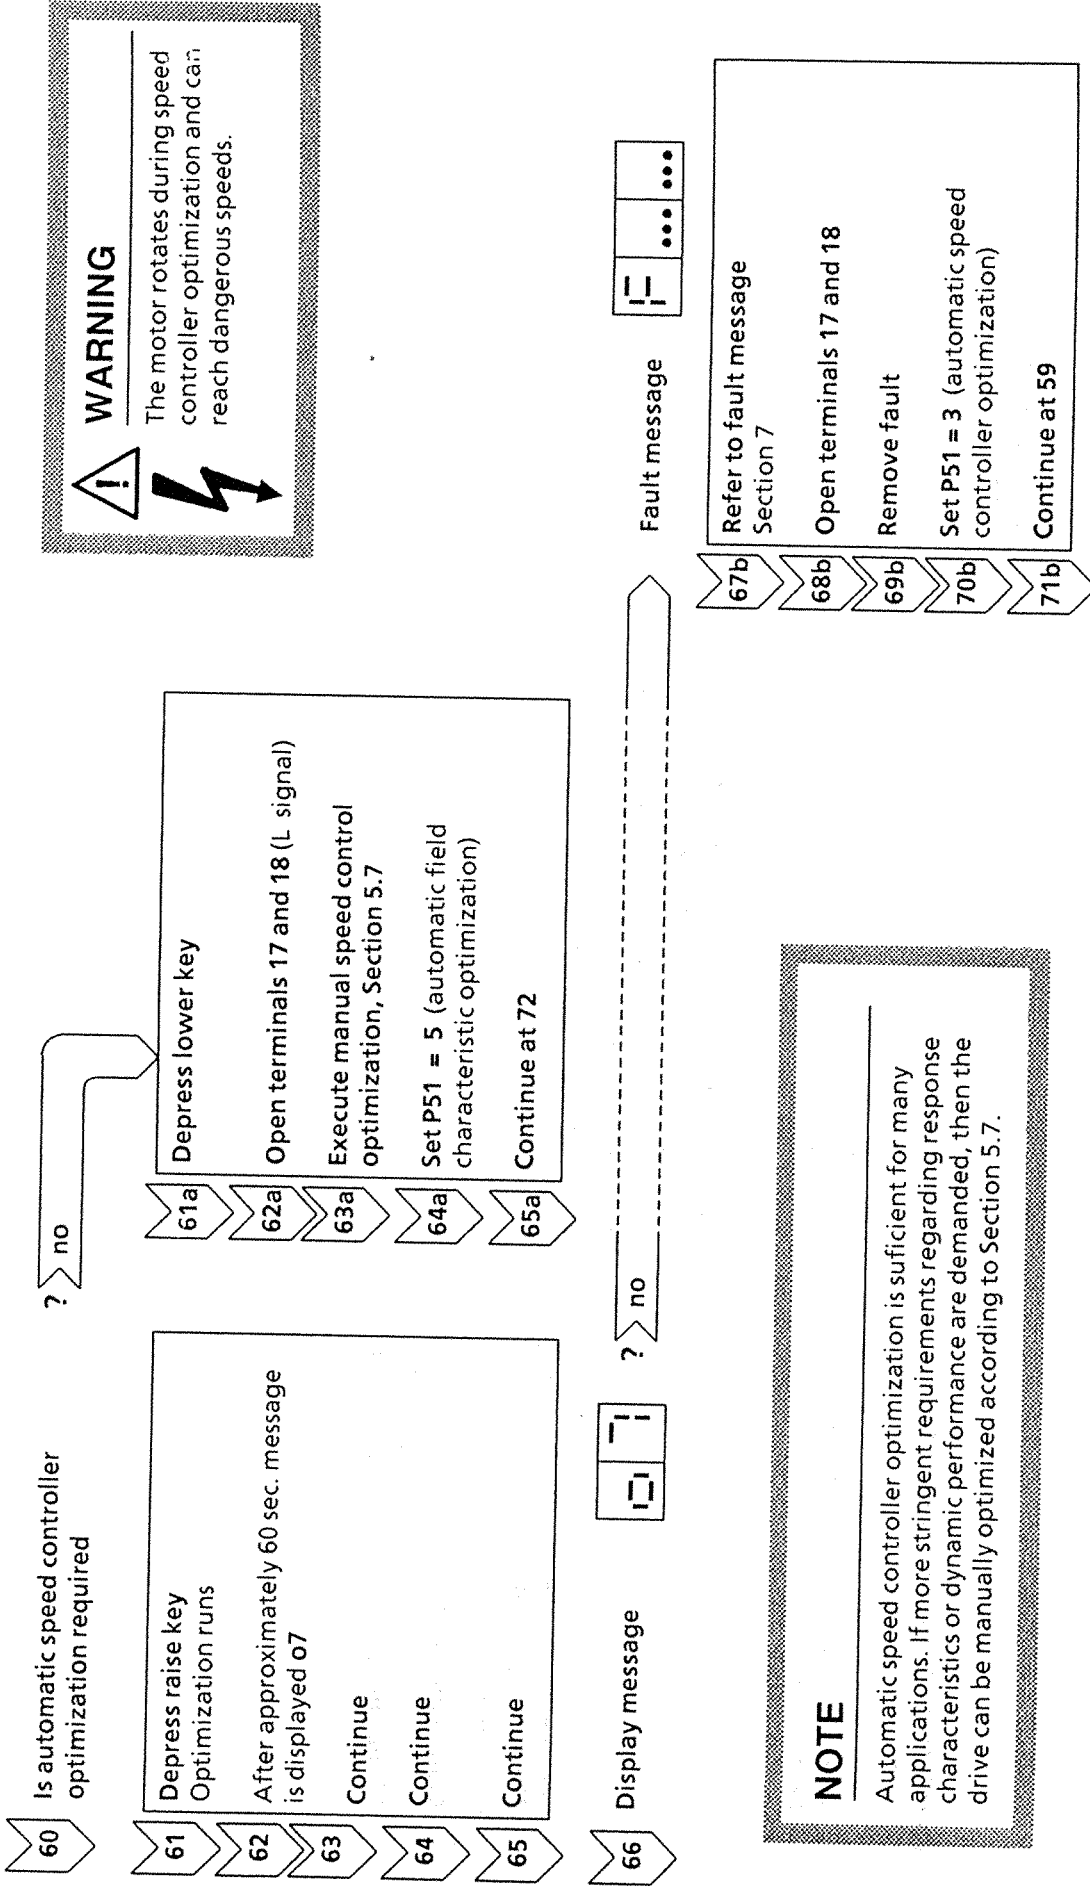 60
Is automatic speed controller
optimization required
? no
WARNING
The motor rotates during speed
controller optimization and can
reach dangerous speeds.
61
Depress raise key
Optimization runs
62
After approximately 60 sec. message
is displayed o7
63
Continue
64
Continue
65
Continue
61a
Depress lower key
62a
Open terminals 17 and 18 (L signal)
63a
Execute manual speed control
optimization, Section 5.7
64a
Set P51 = 5 (automatic field
characteristic optimization)
65a
Continue at 72
66
Display message
o7
? no
Fault message
F ... ...
67b
Refer to fault message
Section 7
68b
Open terminals 17 and 18
69b
Remove fault
70b
Set P51 = 3 (automatic speed
controller optimization)
71b
Continue at 59
NOTE
Automatic speed controller optimization is suficient for many
applications. If more stringent requirements regarding response
characteristics or dynamic performance are demanded, then the
drive can be manually optimized according to Section 5.7.